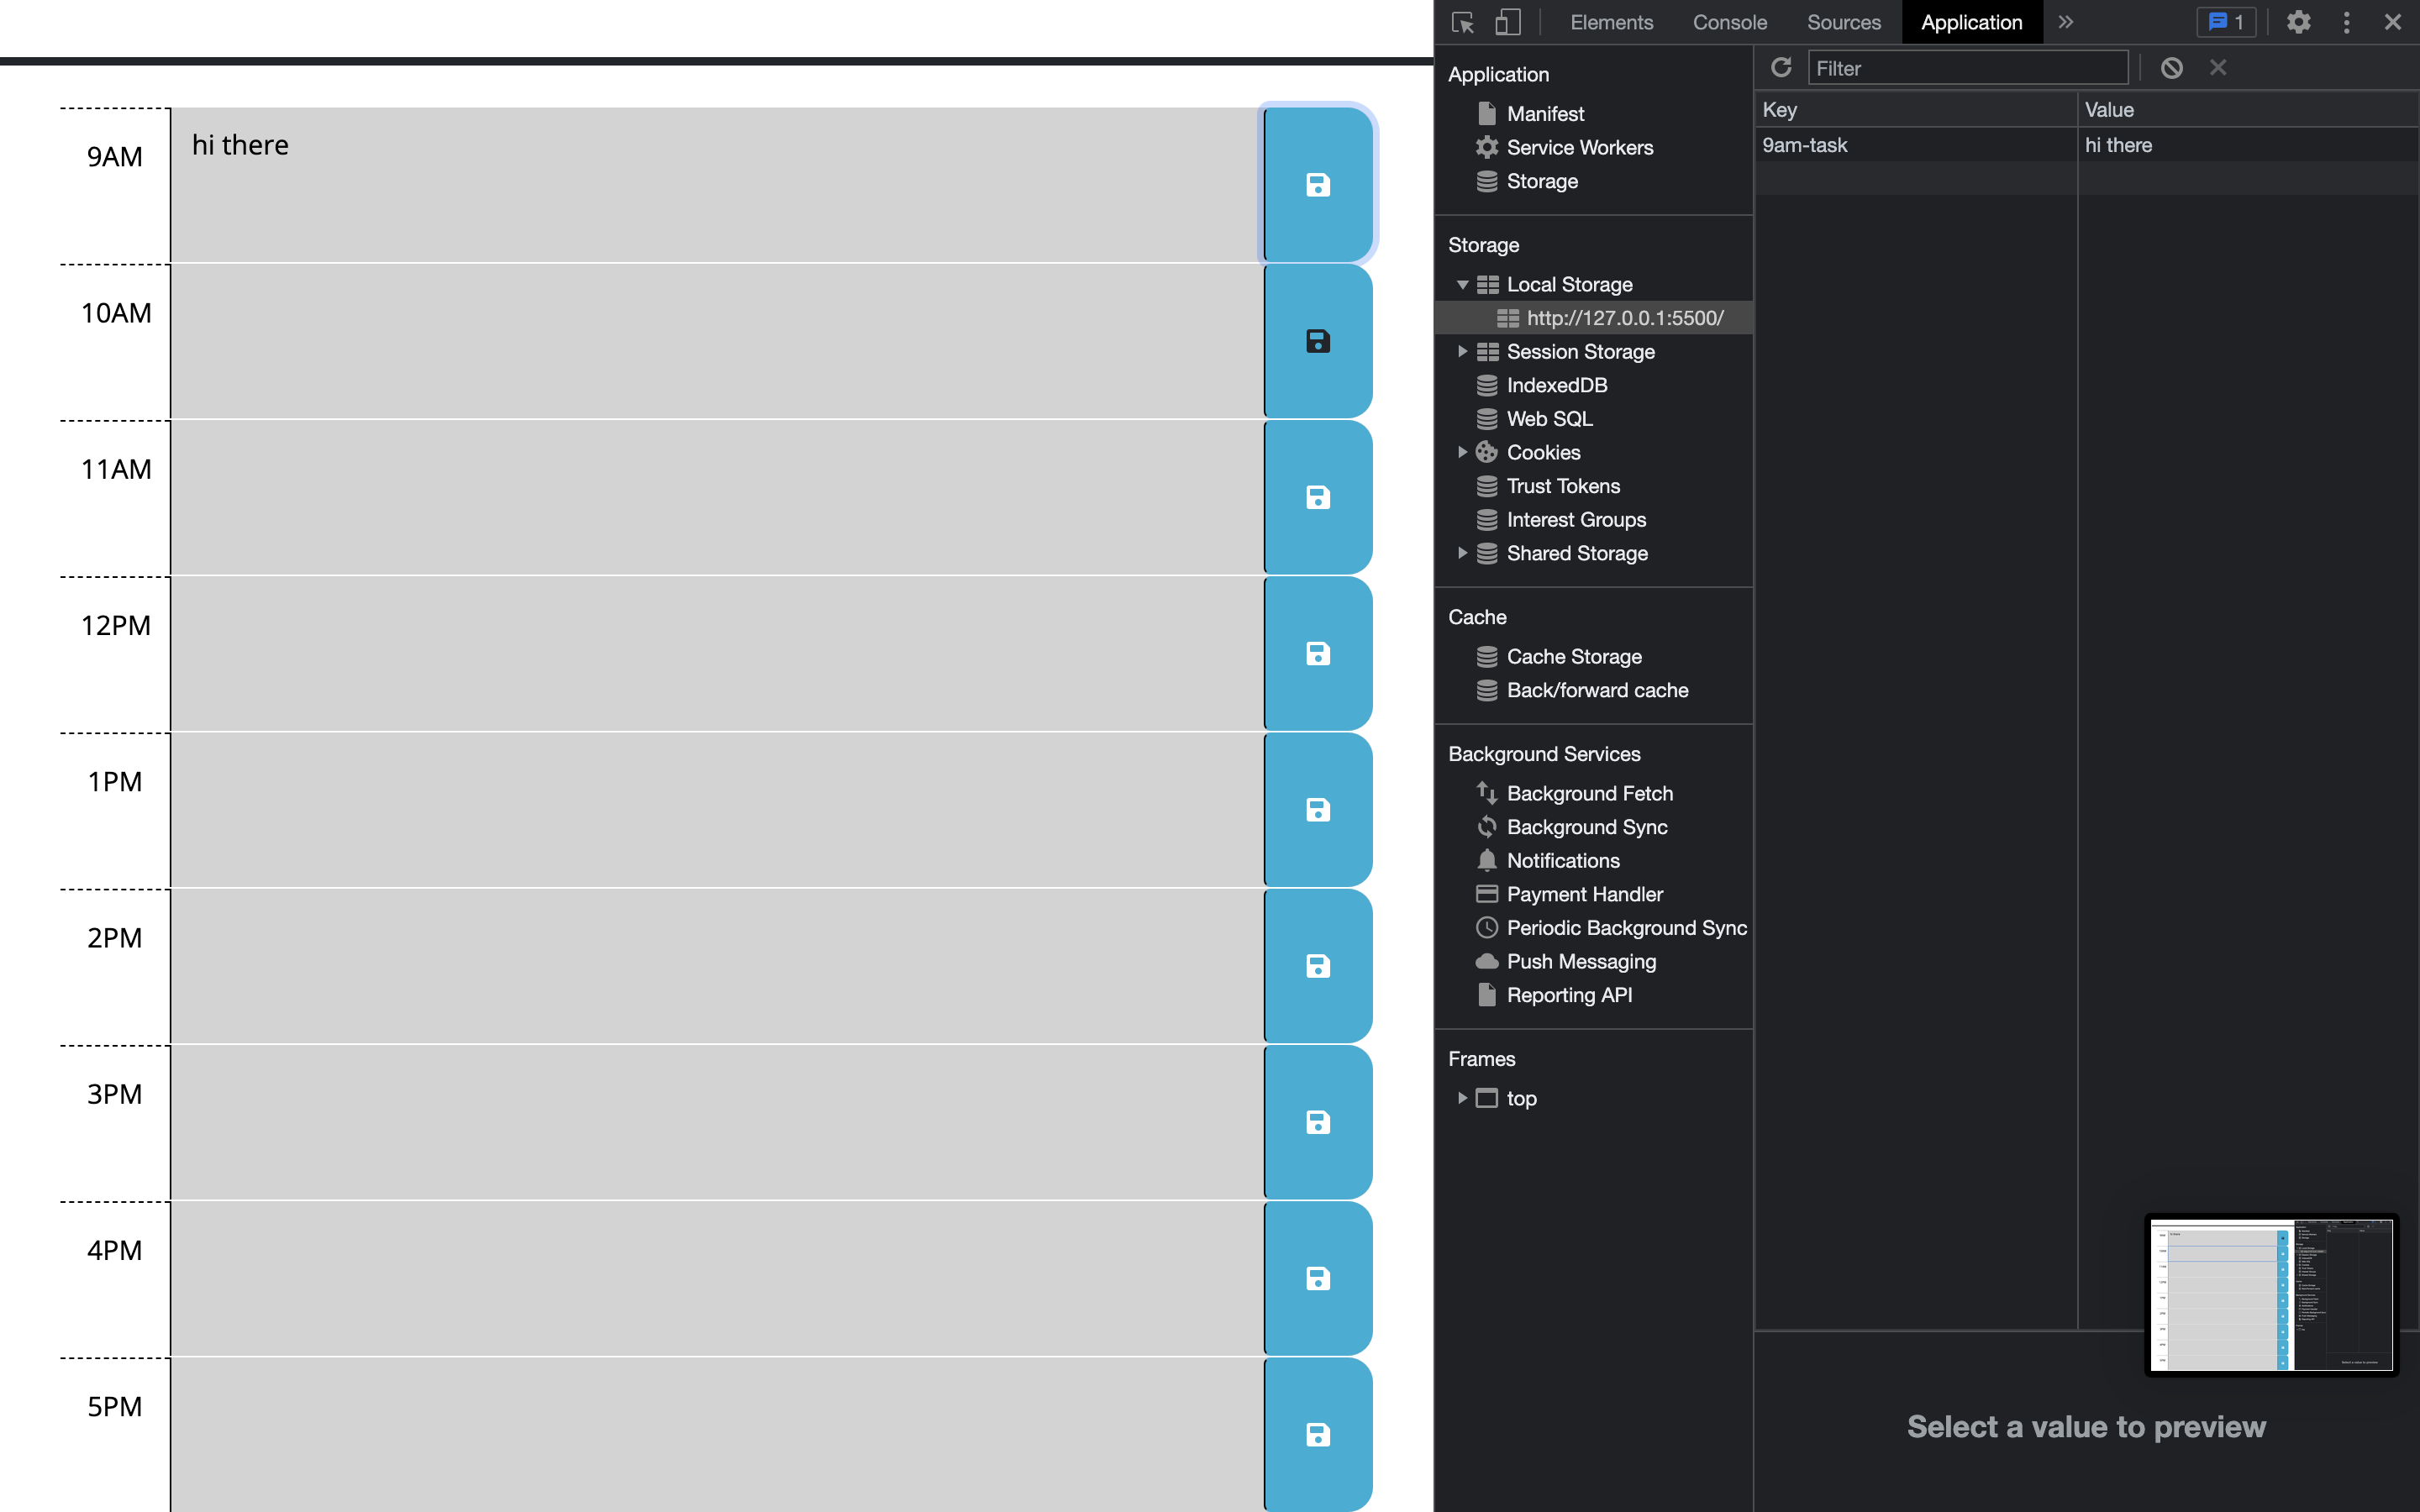 9AM
hi there
10AM
11AM
12PM
1PM
2PM
3PM
4PM
5PM
Elements Console Sources Application 1
Application
Manifest
Service Workers
Storage
Storage
Local Storage
http://127.0.0.1:5500/
Session Storage
IndexedDB
Web SQL
Cookies
Trust Tokens
Interest Groups
Shared Storage
Cache
Cache Storage
Back/forward cache
Background Services
Background Fetch
Background Sync
Notifications
Payment Handler
Periodic Background Sync
Push Messaging
Reporting API
Frames
top
Filter
Key Value
9am-task hi there
Select a value to preview